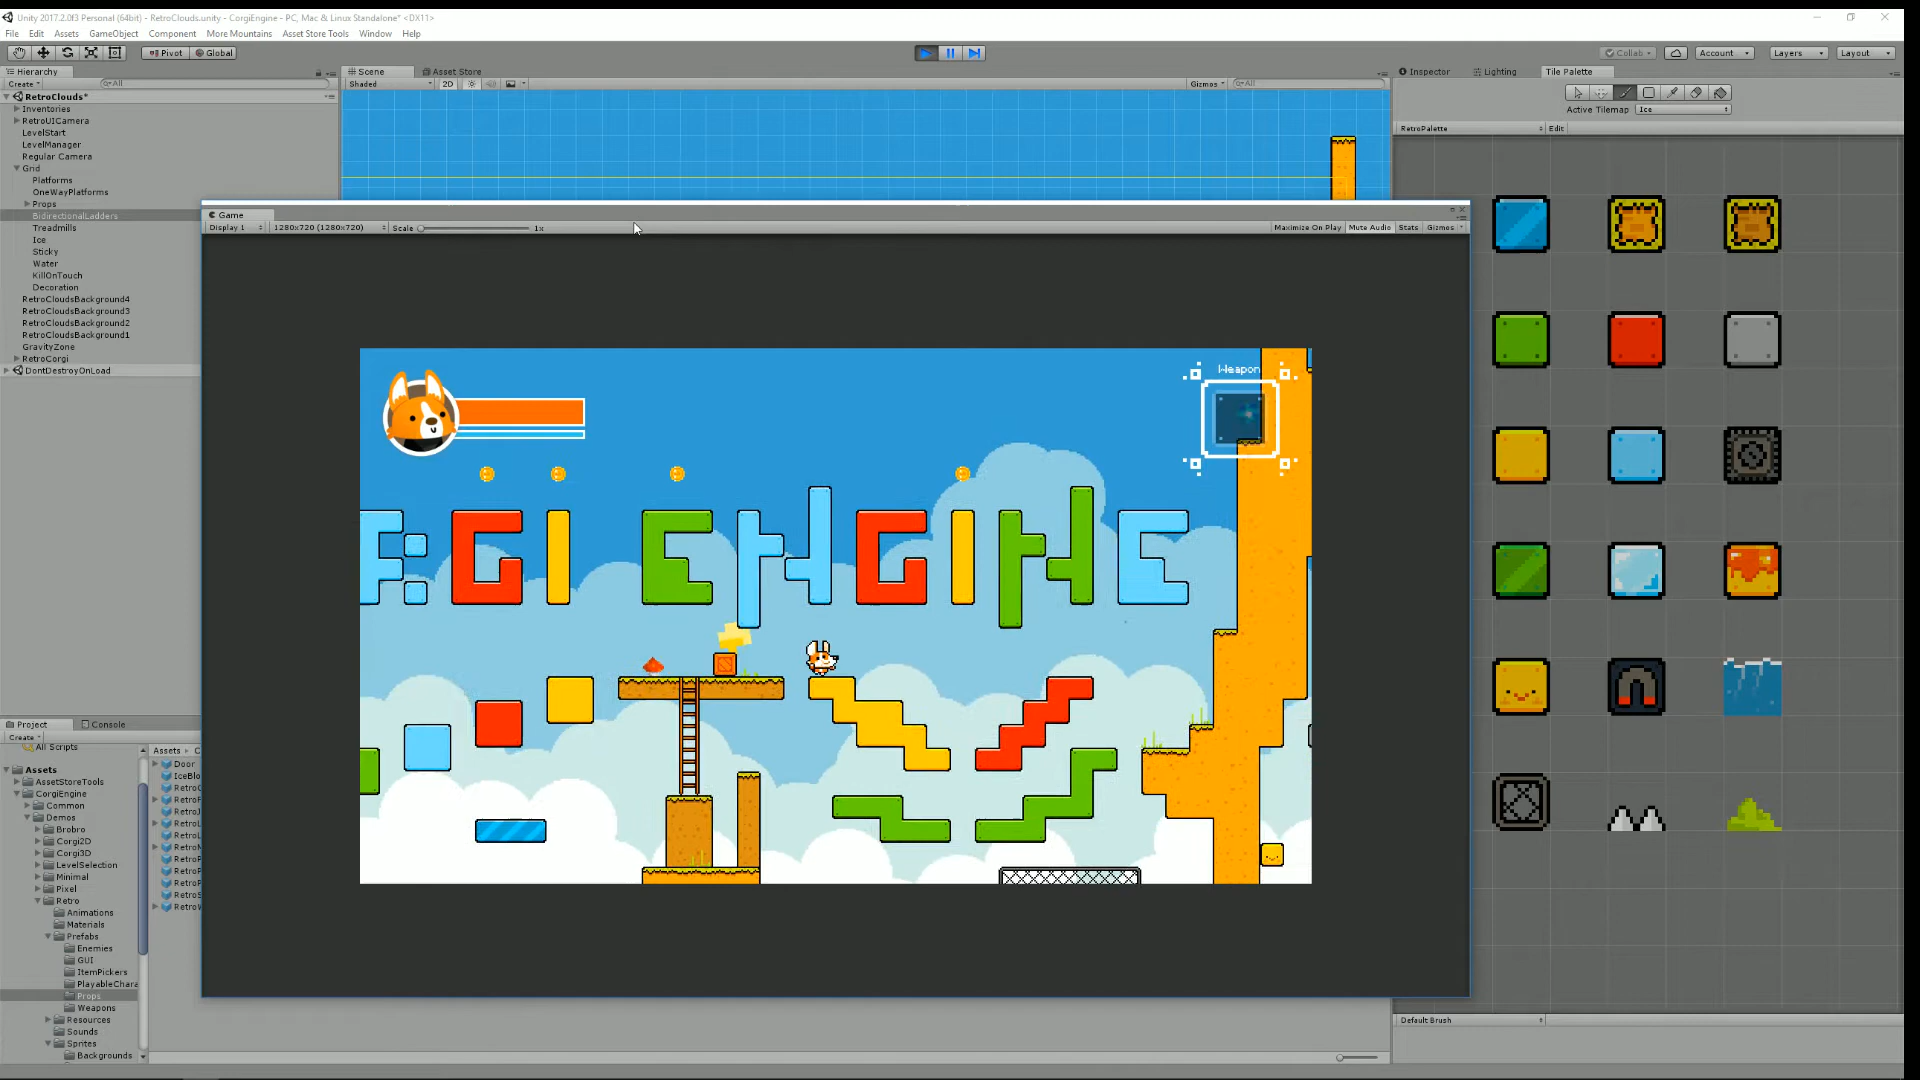 Unity 2017.2.0f3 Personal (64bit) - RetroClouds.unity - CorgiEngine - PC, Mac & Linux Standalone* <DX11>
File Edit Assets GameObject Component More Mountains Asset Store Tools Window Help
Pivot Global Collab Account Layers Layout
Hierarchy Scene Asset Store Inspector Lighting Tile Palette
Create All Shaded 2D Gizmos All
RetroClouds*
Inventories
RetroUICamera
LevelStart
LevelManager
Regular Camera
Grid
Platforms
OneWayPlatforms
Props
BidirectionalLadders
Treadmills
Ice
Sticky
Water
KillOnTouch
Decoration
RetroCloudsBackground4
RetroCloudsBackground3
RetroCloudsBackground2
RetroCloudsBackground1
GravityZone
RetroCorgi
DontDestroyOnLoad
Active Tilemap Ice
RetroPalette Edit
Game
Display 1 1280x720 (1280x720) Scale 1x Maximize On Play Mute Audio Stats Gizmos
Weapon
RGI ENGINE
Project Console
Create
All Scripts
Assets
AssetStoreTools
CorgiEngine
Common
Demos
Brobro
Corgi2D
Corgi3D
LevelSelection
Minimal
Pixel
Retro
Animations
Materials
Prefabs
Enemies
GUI
ItemPickers
PlayableChara
Props
Weapons
Resources
Sounds
Sprites
Backgrounds
Assets
Door
IceBlo
Default Brush